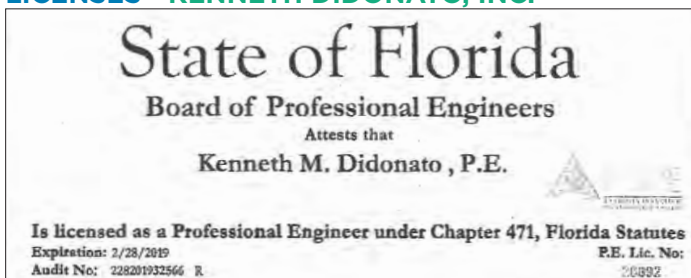 LICENSES - KENNETH DIDONATO, INC.
State of Florida
Board of Professional Engineers
Attests that
Kenneth M. Didonato , P.E.
Is licensed as a Professional Engineer under Chapter 471, Florida Statutes
Expiration: 2/28/2019
P.E. Lic. No:
Audit No: 228201932566 R